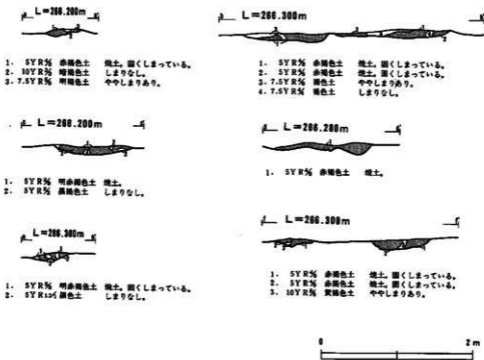 L=266.200m
1. 5YR 赤褐色土 焼土。固くしまっている。
2. 10YR 暗褐色土 しまりなし。
3. 7.5YR 明褐色土 ややしまりあり。
L=266.300m
1. 5YR 赤褐色土 焼土。固くしまっている。
2. 5YR 赤褐色土 焼土。固くしまっている。
3. 7.5YR 褐色土 ややしまりあり。
4. 7.5YR 褐色土 しまりなし。
L=266.200m
1. 5YR 明赤褐色土 焼土。
2. 5YR 黒褐色土 しまりなし。
L=266.200m
1. 5YR 赤褐色土 焼土。
L=266.300m
1. 5YR 明赤褐色土 焼土。固くしまっている。
2. 5YR 黒色土 しまりなし。
L=266.300m
1. 5YR 赤褐色土 焼土。固くしまっている。
2. 5YR 赤褐色土 焼土。固くしまっている。
3. 10YR 黄褐色土 ややしまりあり。
0 2m